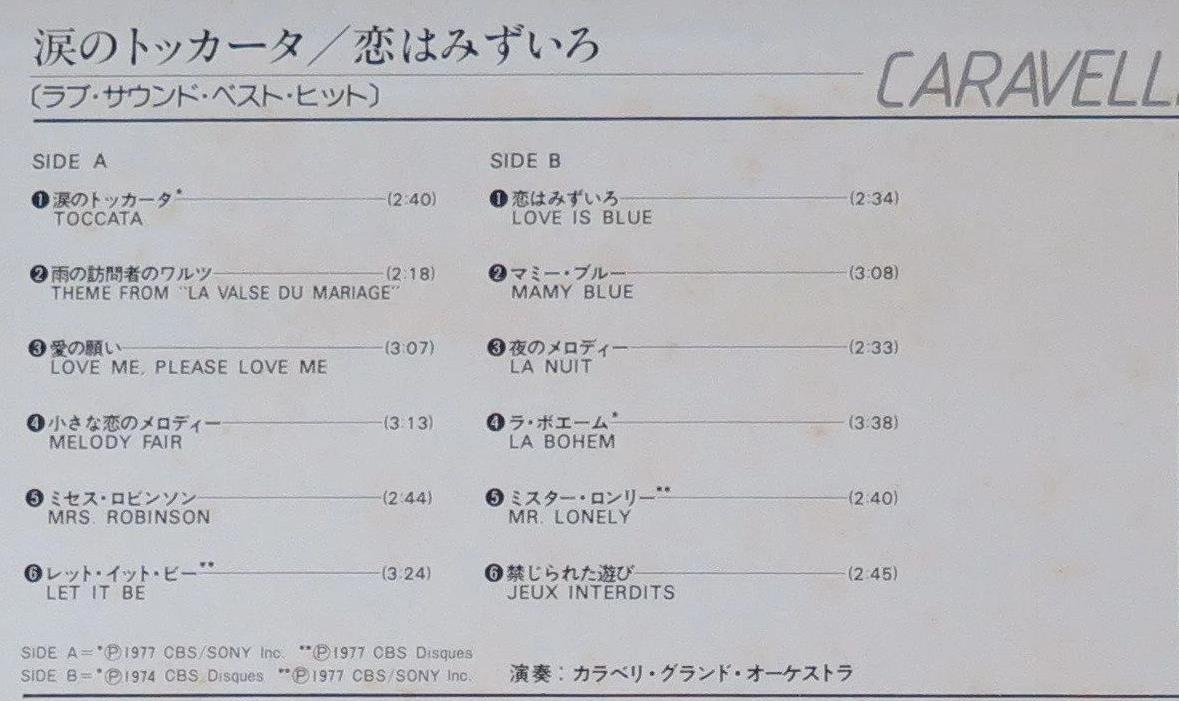 涙のトッカータ/恋はみずいろ
〔ラブ・サウンド・ベスト・ヒット〕
CARAVELL
SIDE A
❶涙のトッカータ* (2:40)
TOCCATA
❷雨の訪問者のワルツ (2:18)
THEME FROM "LA VALSE DU MARIAGE"
❸愛の願い (3:07)
LOVE ME, PLEASE LOVE ME
❹小さな恋のメロディー (3:13)
MELODY FAIR
❺ミセス・ロビンソン (2:44)
MRS. ROBINSON
❻レット・イット・ビー** (3:24)
LET IT BE
SIDE B
❶恋はみずいろ (2:34)
LOVE IS BLUE
❷マミー・ブルー (3:08)
MAMY BLUE
❸夜のメロディー (2:33)
LA NUIT
❹ラ・ボエーム* (3:38)
LA BOHEM
❺ミスター・ロンリー** (2:40)
MR. LONELY
❻禁じられた遊び (2:45)
JEUX INTERDITS
SIDE A=*Ⓟ1977 CBS/SONY Inc. **Ⓟ1977 CBS Disques
SIDE B=*Ⓟ1974 CBS Disques **Ⓟ1977 CBS/SONY Inc.
演奏:カラベリ・グランド・オーケストラ